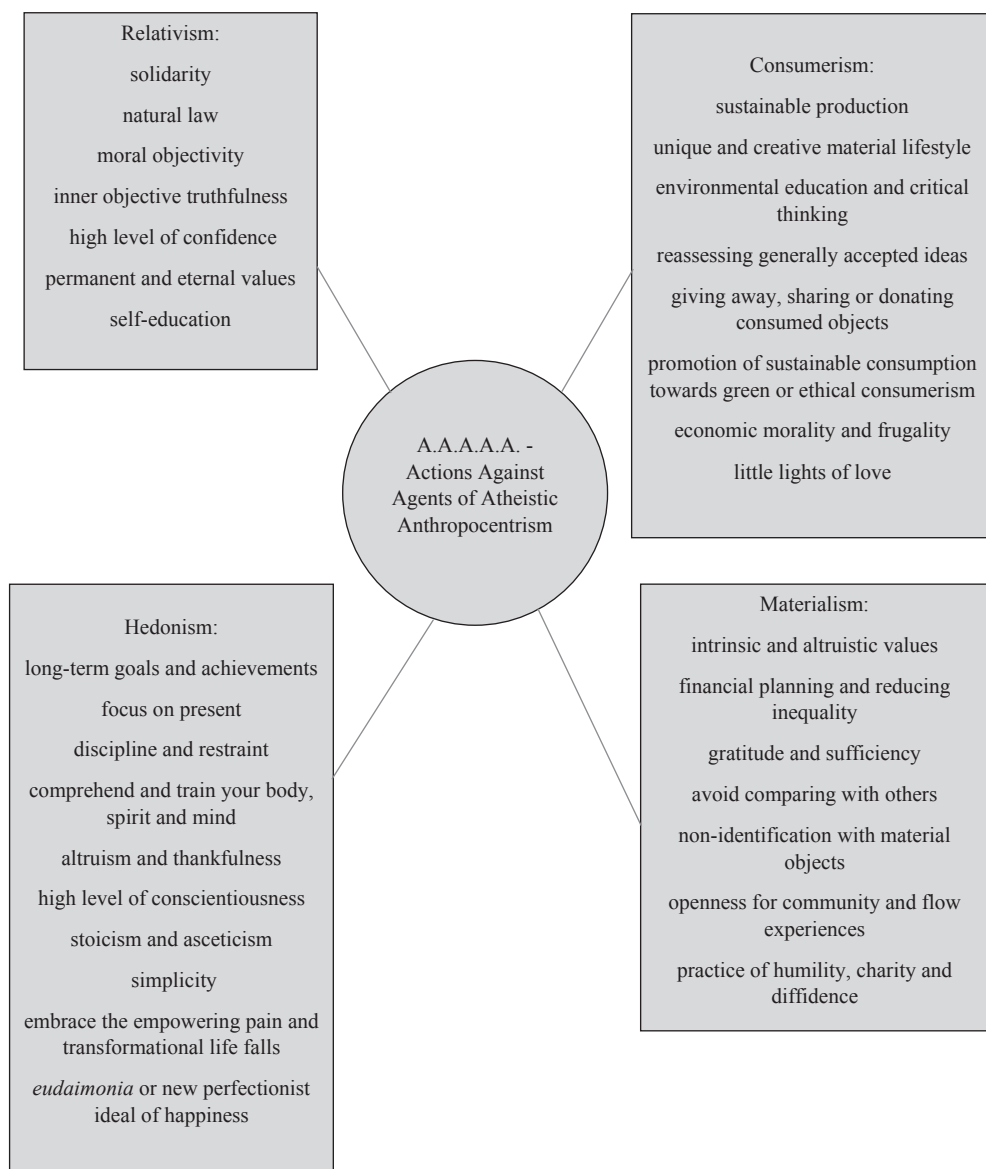 Relativism:
solidarity
natural law
moral objectivity
inner objective truthfulness
high level of confidence
permanent and eternal values
self-education
Consumerism:
sustainable production
unique and creative material lifestyle
environmental education and critical
thinking
reassessing generally accepted ideas
giving away, sharing or donating
consumed objects
promotion of sustainable consumption
towards green or ethical consumerism
economic morality and frugality
little lights of love
A.A.A.A.A. -
Actions Against
Agents of Atheistic
Anthropocentrism
Hedonism:
long-term goals and achievements
focus on present
discipline and restraint
comprehend and train your body,
spirit and mind
altruism and thankfulness
high level of conscientiousness
stoicism and asceticism
simplicity
embrace the empowering pain and
transformational life falls
eudaimonia or new perfectionist
ideal of happiness
Materialism:
intrinsic and altruistic values
financial planning and reducing
inequality
gratitude and sufficiency
avoid comparing with others
non-identification with material
objects
openness for community and flow
experiences
practice of humility, charity and
diffidence